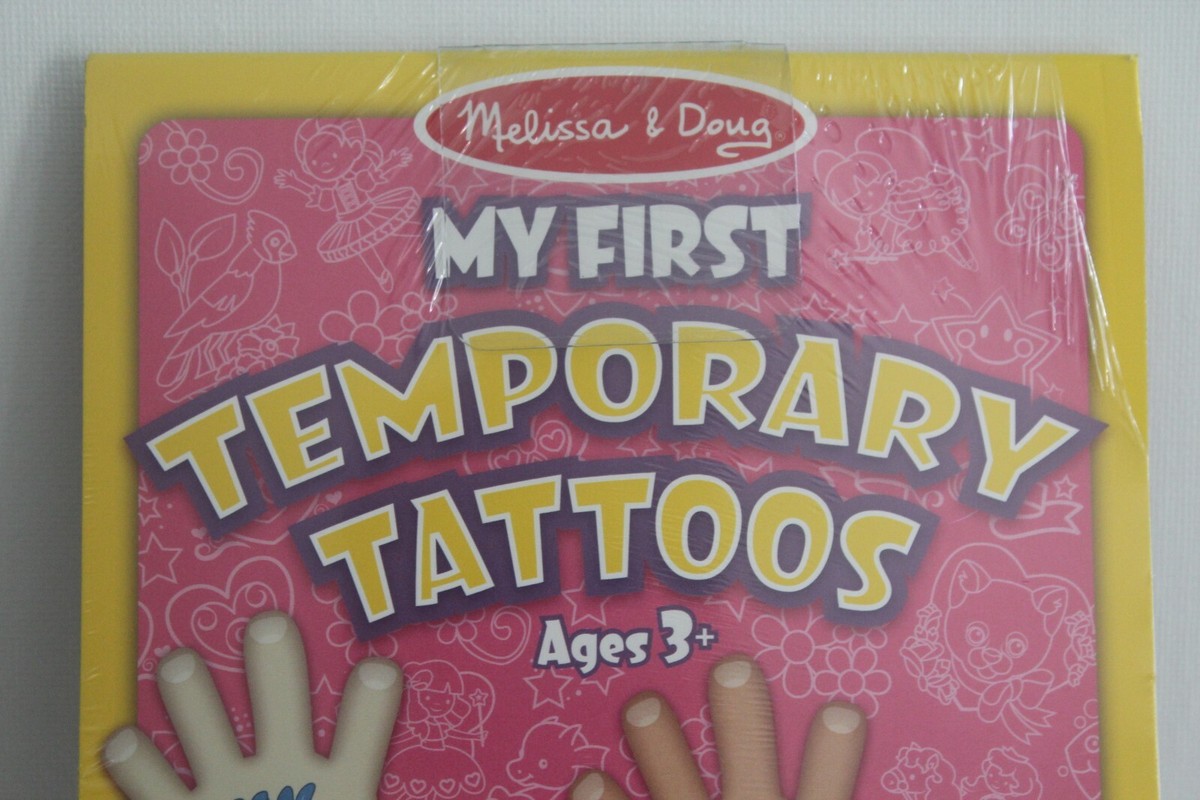 Melissa & Doug
MY FIRST
TEMPORARY
TATTOOS
Ages 3+